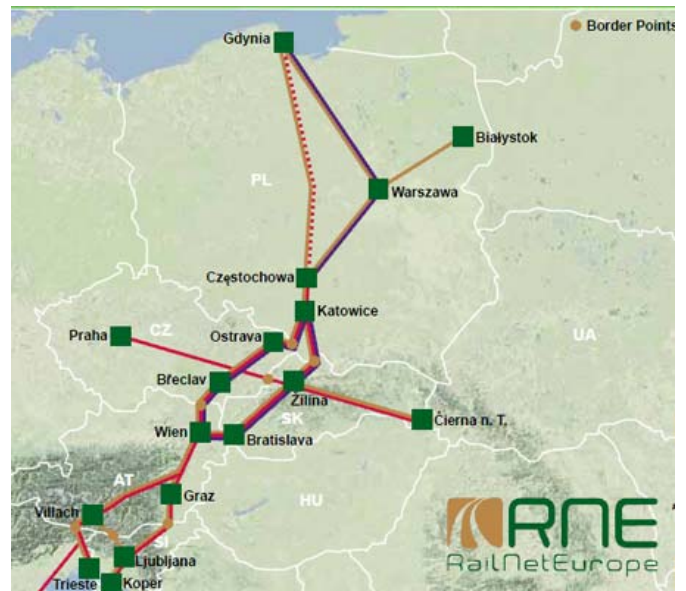 Gdynia
Border Points
Białystok
PL
Warszawa
Częstochowa
Katowice
Praha
CZ
Ostrava
UA
Břeclav
Žilina
SK
Čierna n. T.
Wien
Bratislava
AT
Graz
HU
Villach
SI
Ljubljana
Trieste
Koper
RNE
RailNetEurope